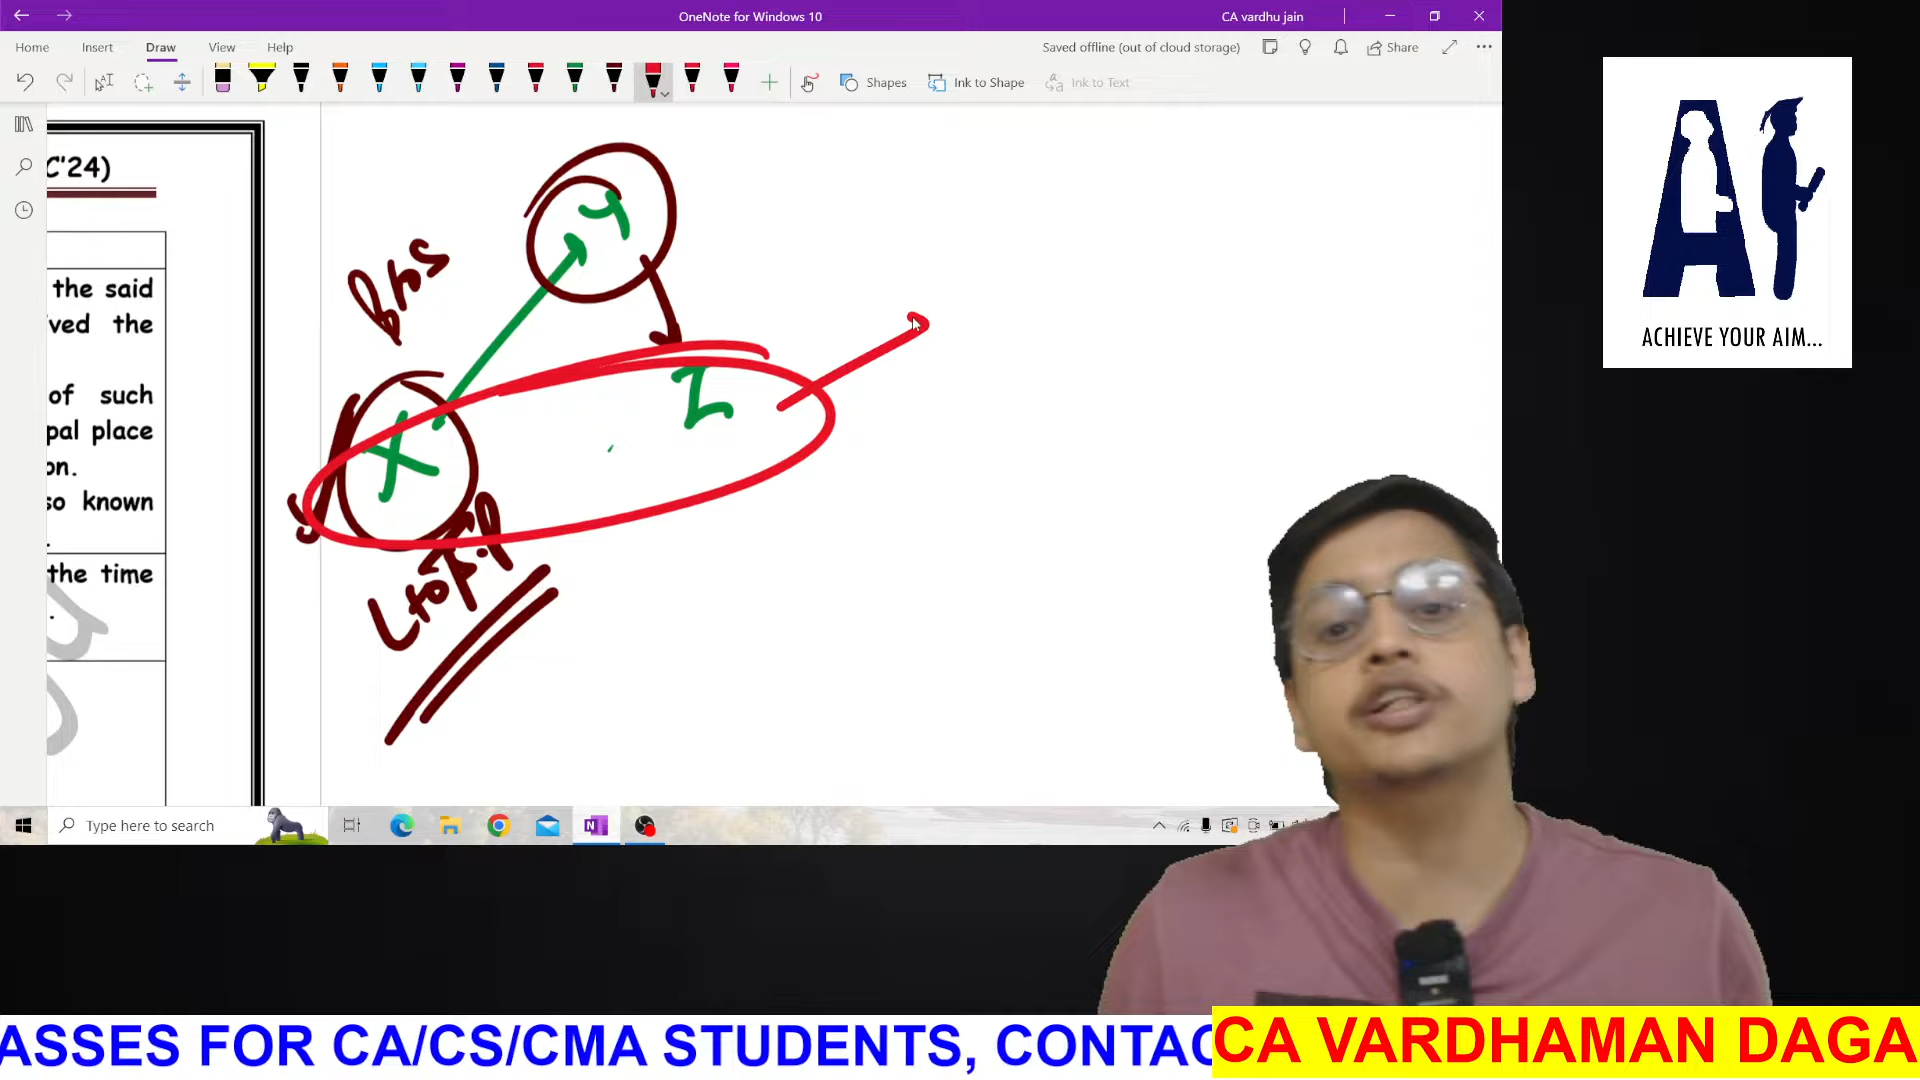 OneNote for Windows 10
CA vardhu jain
Home Insert Draw View Help
Saved offline (out of cloud storage)
Share
Shapes
Ink to Shape
Ink to Text
C'24)
the said
ved the
of such
pal place
on.
so known
.
the time
.
Y
X
Z
Type here to search
ACHIEVE YOUR AIM...
ASSES FOR CA/CS/CMA STUDENTS, CONTAC
CA VARDHAMAN DAGA